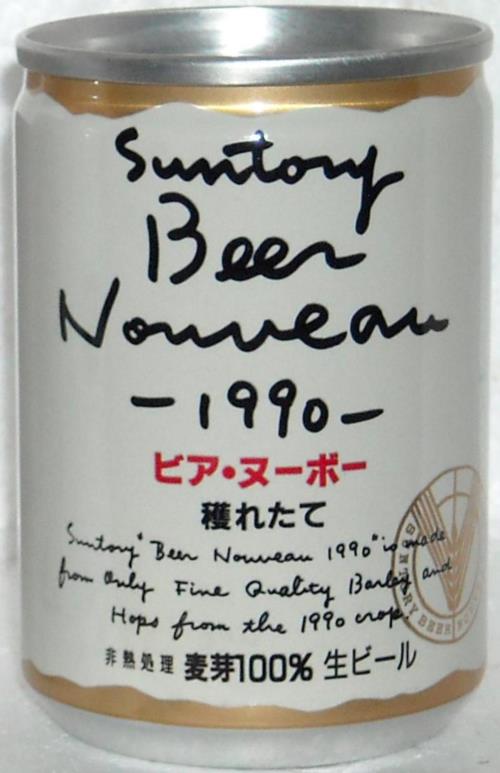 Suntory
Beer
Nouveau
-1990-
ビア・ヌーボー
穫れたて
Suntory "Beer Nouveau 1990" is made
from Only Fine Quality Barley and
Hops from the 1990 crop.
非熱処理 麦芽100% 生ビール